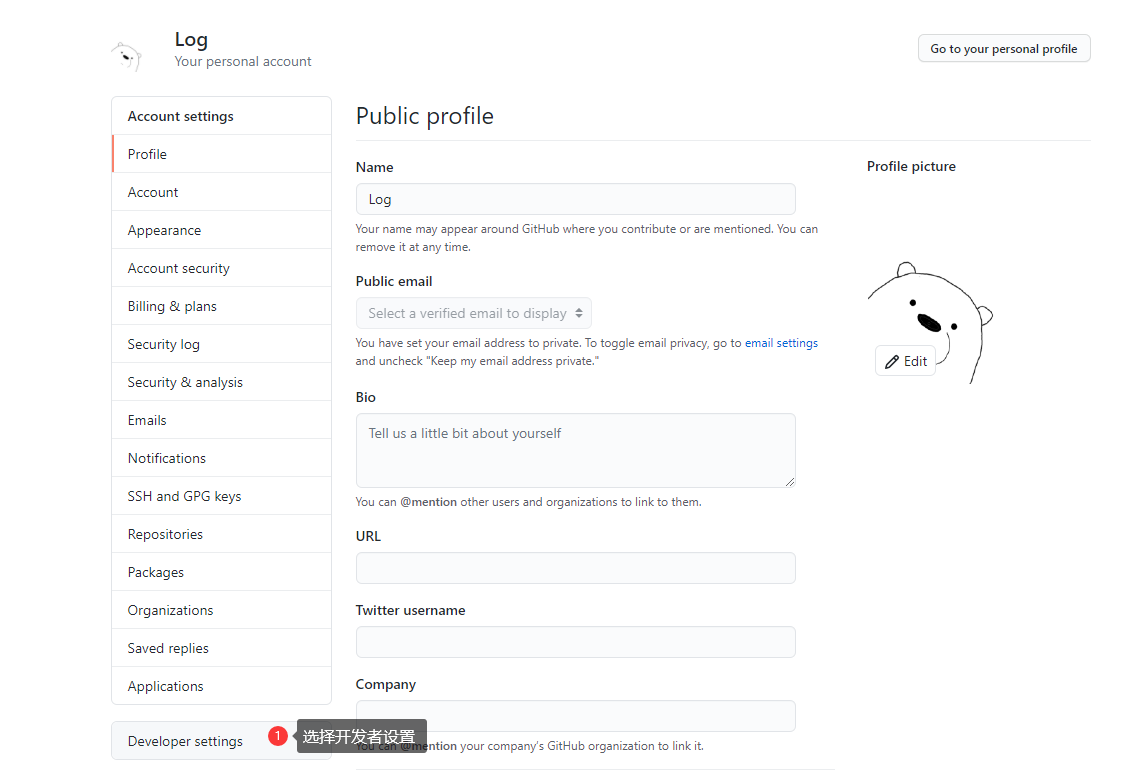 Log
Your personal account
Go to your personal profile
Account settings
Profile
Account
Appearance
Account security
Billing & plans
Security log
Security & analysis
Emails
Notifications
SSH and GPG keys
Repositories
Packages
Organizations
Saved replies
Applications
Developer settings
1
选择开发者设置
Public profile
Name
Log
Your name may appear around GitHub where you contribute or are mentioned. You can
remove it at any time.
Public email
Select a verified email to display
You have set your email address to private. To toggle email privacy, go to email settings
and uncheck "Keep my email address private."
Bio
Tell us a little bit about yourself
You can @mention other users and organizations to link to them.
URL
Twitter username
Company
You can @mention your company's GitHub organization to link it.
Profile picture
Edit